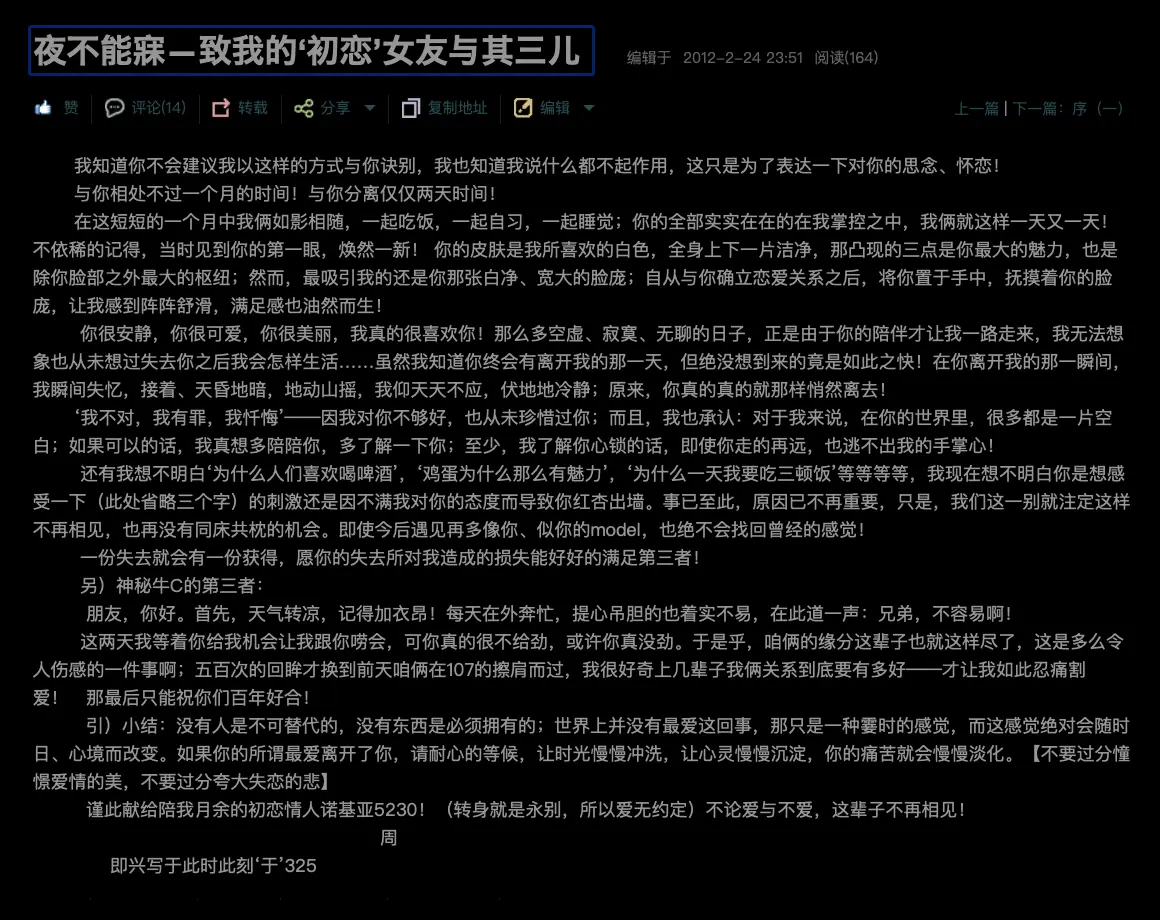 夜不能寐—致我的‘初恋’女友与其三儿 编辑于 2012-2-24 23:51 阅读(164)
赞 评论(14) 转载 分享 复制地址 编辑 上一篇 | 下一篇：序（一）
我知道你不会建议我以这样的方式与你诀别，我也知道我说什么都不起作用，这只是为了表达一下对你的思念、怀恋！
与你相处不过一个月的时间！与你分离仅仅两天时间！
在这短短的一个月中我俩如影相随，一起吃饭，一起自习，一起睡觉；你的全部实实在在的在我掌控之中，我俩就这样一天又一天！
不依稀的记得，当时见到你的第一眼，焕然一新！ 你的皮肤是我所喜欢的白色，全身上下一片洁净，那凸现的三点是你最大的魅力，也是
除你脸部之外最大的枢纽；然而，最吸引我的还是你那张白净、宽大的脸庞；自从与你确立恋爱关系之后，将你置于手中，抚摸着你的脸
庞，让我感到阵阵舒滑，满足感也油然而生！
你很安静，你很可爱，你很美丽，我真的很喜欢你！那么多空虚、寂寞、无聊的日子，正是由于你的陪伴才让我一路走来，我无法想
象也从未想过失去你之后我会怎样生活……虽然我知道你终会有离开我的那一天，但绝没想到来的竟是如此之快！在你离开我的那一瞬间，
我瞬间失忆，接着、天昏地暗，地动山摇，我仰天天不应，伏地地冷静；原来，你真的真的就那样悄然离去！
‘我不对，我有罪，我忏悔’——因我对你不够好，也从未珍惜过你；而且，我也承认：对于我来说，在你的世界里，很多都是一片空
白；如果可以的话，我真想多陪陪你，多了解一下你；至少，我了解你心锁的话，即使你走的再远，也逃不出我的手掌心！
还有我想不明白‘为什么人们喜欢喝啤酒’，‘鸡蛋为什么那么有魅力’，‘为什么一天我要吃三顿饭’等等等等，我现在想不明白你是想感
受一下（此处省略三个字）的刺激还是因不满我对你的态度而导致你红杏出墙。事已至此，原因已不再重要，只是，我们这一别就注定这样
不再相见，也再没有同床共枕的机会。即使今后遇见再多像你、似你的model，也绝不会找回曾经的感觉！
一份失去就会有一份获得，愿你的失去所对我造成的损失能好好的满足第三者！
另）神秘牛C的第三者：
朋友，你好。首先，天气转凉，记得加衣昂！每天在外奔忙，提心吊胆的也着实不易，在此道一声：兄弟，不容易啊！
这两天我等着你给我机会让我跟你唠会，可你真的很不给劲，或许你真没劲。于是乎，咱俩的缘分这辈子也就这样尽了，这是多么令
人伤感的一件事啊；五百次的回眸才换到前天咱俩在107的擦肩而过，我很好奇上几辈子我俩关系到底要有多好——才让我如此忍痛割
爱！ 那最后只能祝你们百年好合！
引）小结：没有人是不可替代的，没有东西是必须拥有的；世界上并没有最爱这回事，那只是一种霎时的感觉，而这感觉绝对会随时
日、心境而改变。如果你的所谓最爱离开了你，请耐心的等候，让时光慢慢冲洗，让心灵慢慢沉淀，你的痛苦就会慢慢淡化。【不要过分憧
憬爱情的美，不要过分夸大失恋的悲】
谨此献给陪我月余的初恋情人诺基亚5230！（转身就是永别，所以爱无约定）不论爱与不爱，这辈子不再相见！
周
即兴写于此时此刻‘于’325